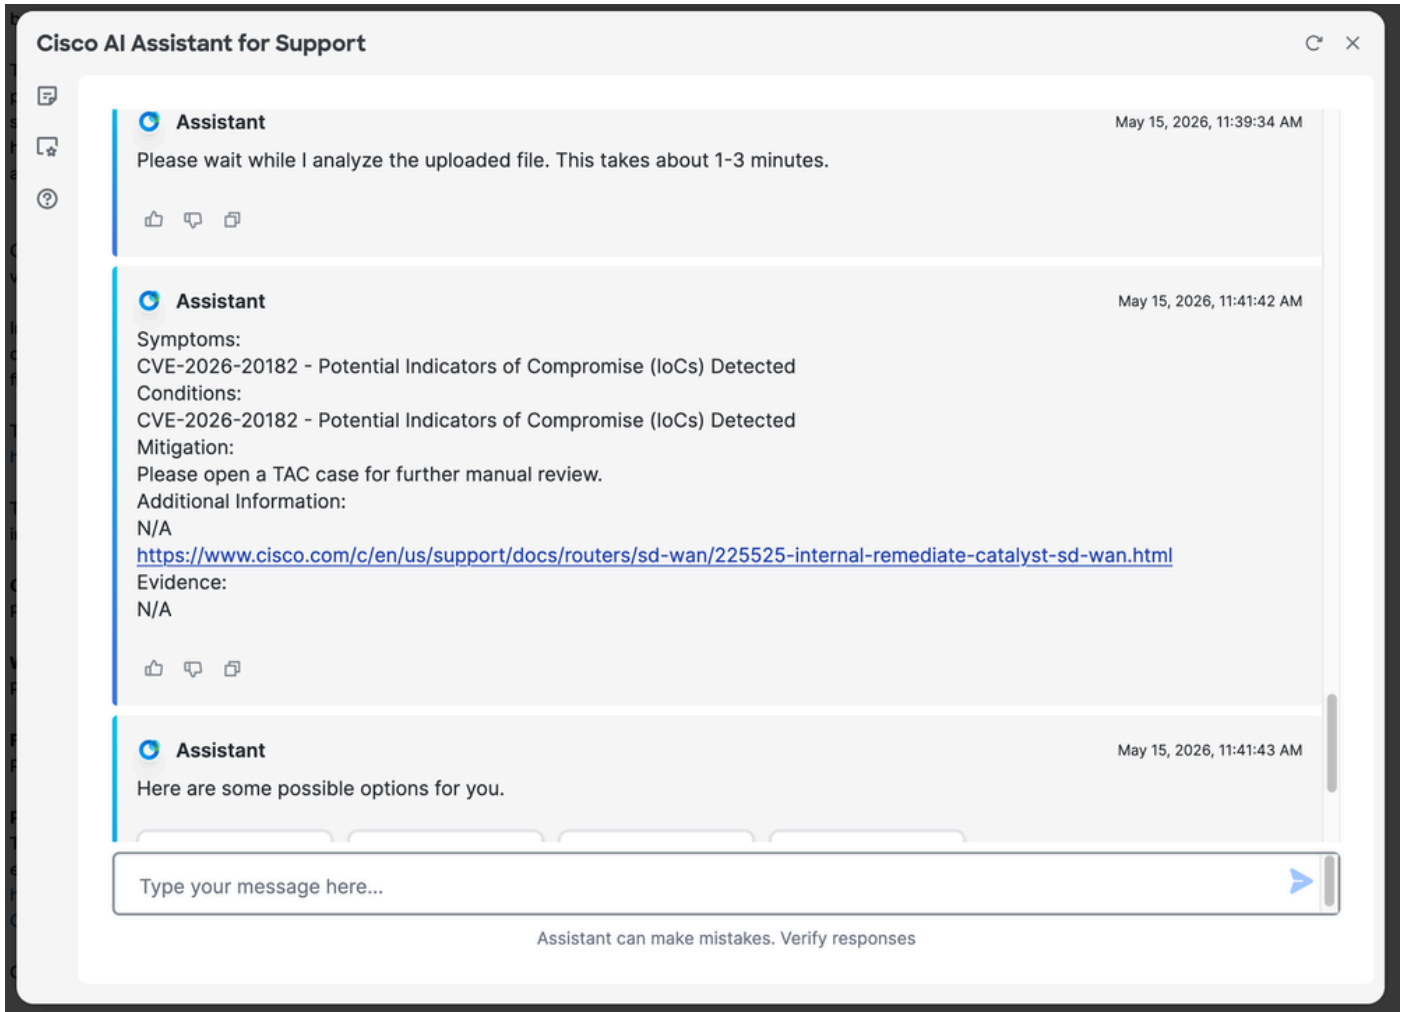 Cisco AI Assistant for Support
Assistant
May 15, 2026, 11:39:34 AM
Please wait while I analyze the uploaded file. This takes about 1-3 minutes.
Assistant
May 15, 2026, 11:41:42 AM
Symptoms:
CVE-2026-20182 - Potential Indicators of Compromise (IoCs) Detected
Conditions:
CVE-2026-20182 - Potential Indicators of Compromise (IoCs) Detected
Mitigation:
Please open a TAC case for further manual review.
Additional Information:
N/A
https://www.cisco.com/c/en/us/support/docs/routers/sd-wan/225525-internal-remediate-catalyst-sd-wan.html
Evidence:
N/A
Assistant
May 15, 2026, 11:41:43 AM
Here are some possible options for you.
Type your message here...
Assistant can make mistakes. Verify responses